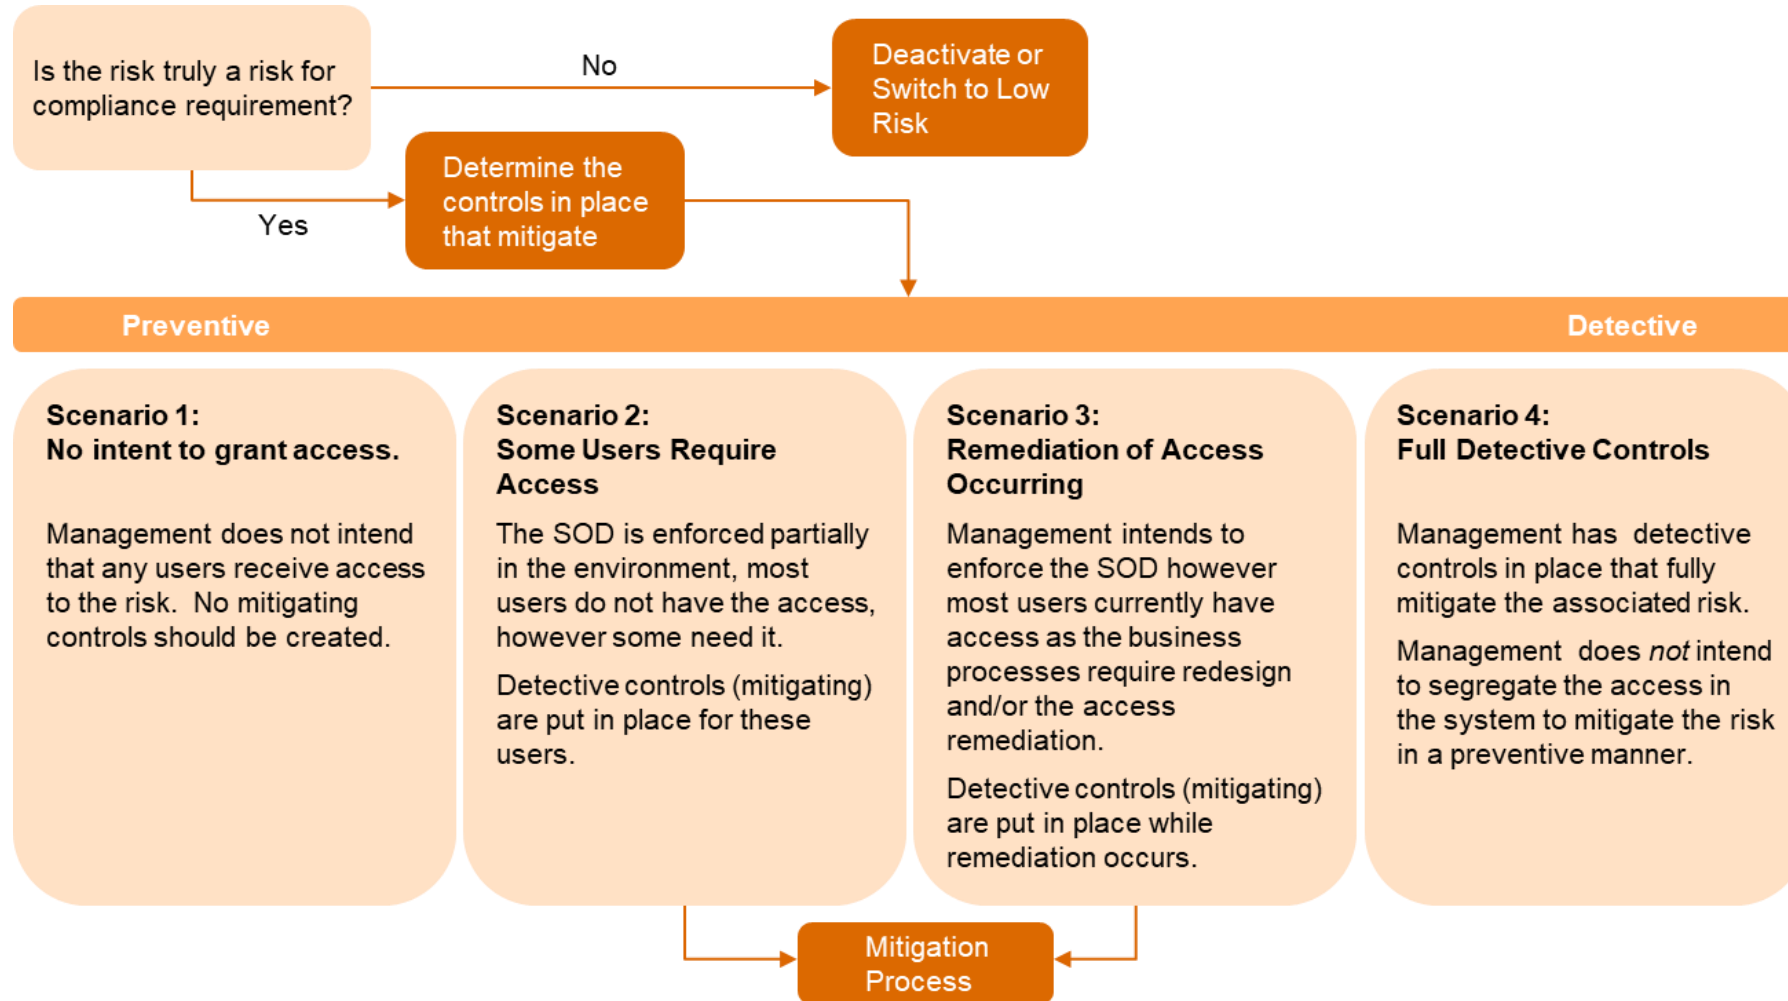 Is the risk truly a risk for
compliance requirement?
No
Deactivate or
Switch to Low
Risk
Yes
Determine the
controls in place
that mitigate
Preventive
Detective
Scenario 1:
No intent to grant access.
Management does not intend
that any users receive access
to the risk.  No mitigating
controls should be created.
Scenario 2:
Some Users Require
Access
The SOD is enforced partially
in the environment, most
users do not have the access,
however some need it.
Detective controls (mitigating)
are put in place for these
users.
Scenario 3:
Remediation of Access
Occurring
Management intends to
enforce the SOD however
most users currently have
access as the business
processes require redesign
and/or the access
remediation.
Detective controls (mitigating)
are put in place while
remediation occurs.
Scenario 4:
Full Detective Controls
Management has  detective
controls in place that fully
mitigate the associated risk.
Management  does not intend
to segregate the access in
the system to mitigate the risk
in a preventive manner.
Mitigation
Process